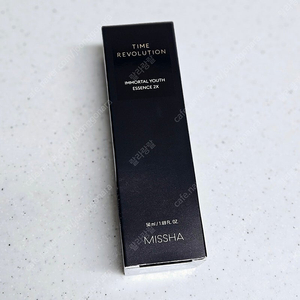 TIME
REVOLUTION
IMMORTAL YOUTH
ESSENCE 2X
50 ml / 1.69 FL. OZ.
MISSHA